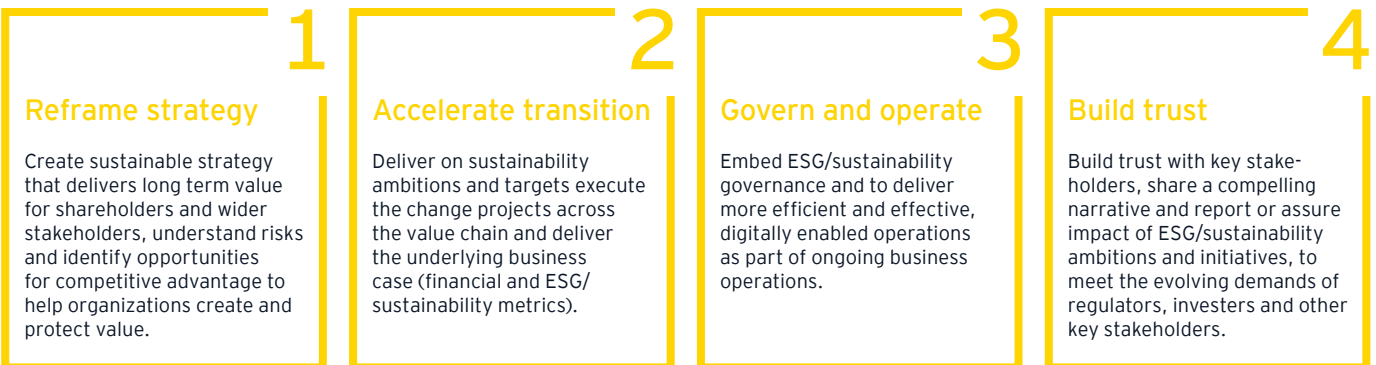 1
Reframe strategy
Create sustainable strategy
that delivers long term value
for shareholders and wider
stakeholders, understand risks
and identify opportunities
for competitive advantage to
help organizations create and
protect value.
2
Accelerate transition
Deliver on sustainability
ambitions and targets execute
the change projects across
the value chain and deliver
the underlying business
case (financial and ESG/
sustainability metrics).
3
Govern and operate
Embed ESG/sustainability
governance and to deliver
more efficient and effective,
digitally enabled operations
as part of ongoing business
operations.
4
Build trust
Build trust with key stake-
holders, share a compelling
narrative and report or assure
impact of ESG/sustainability
ambitions and initiatives, to
meet the evolving demands of
regulators, investers and other
key stakeholders.